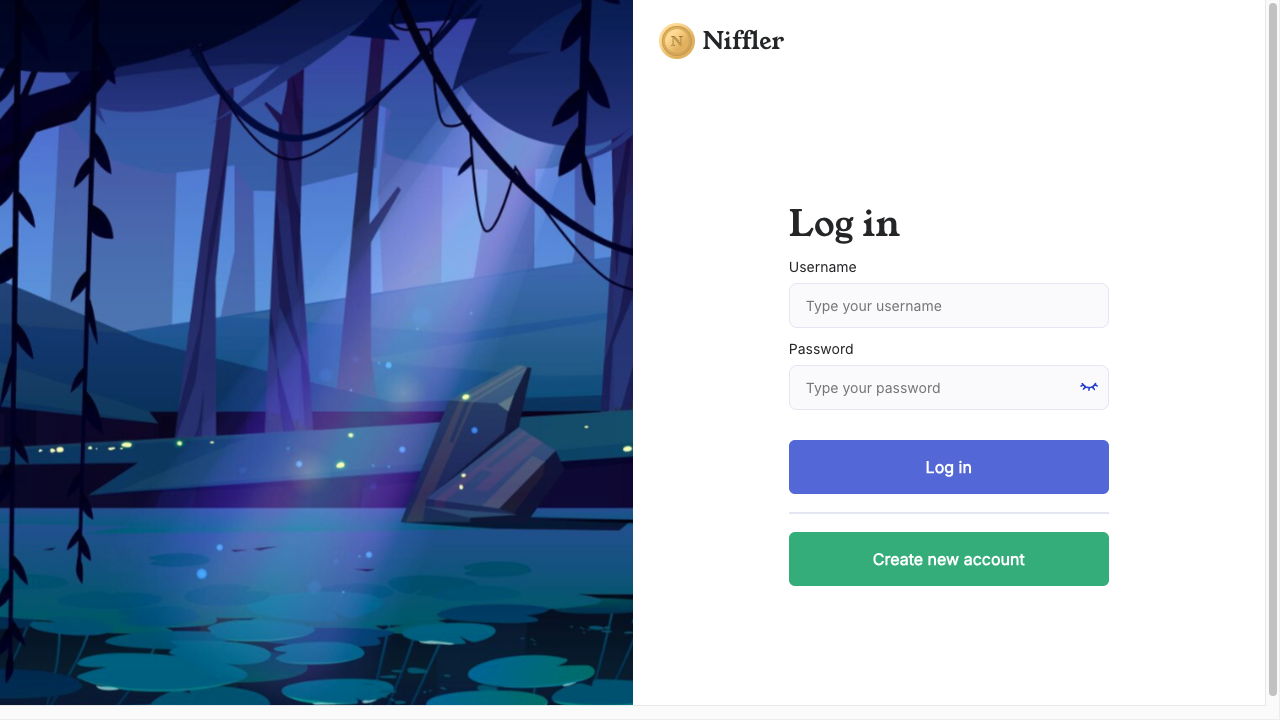 N
Niffler
Log in
Username
Type your username
Password
Type your password
Log in
Create new account